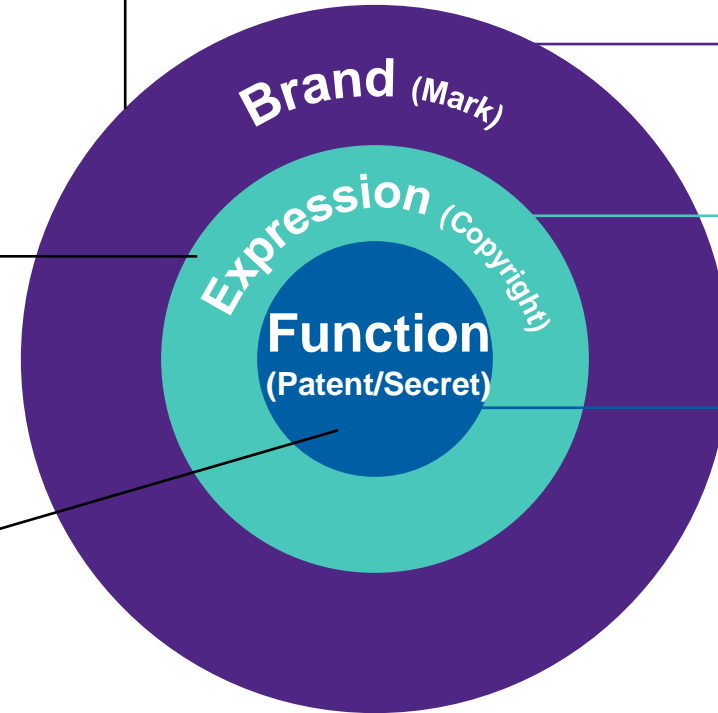 Brand (Mark)
Expression (Copyright)
Function
(Patent/Secret)